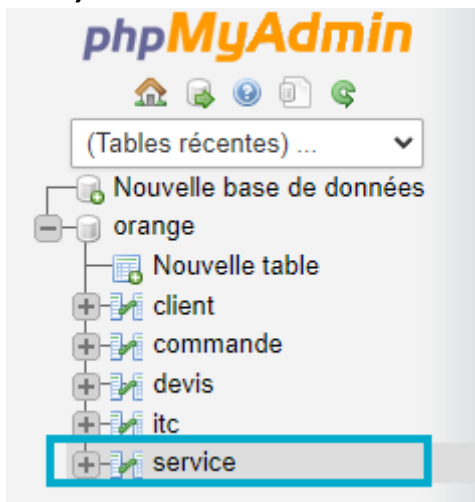 phpMyAdmin
(Tables récentes) ...
Nouvelle base de données
orange
Nouvelle table
client
commande
devis
itc
service